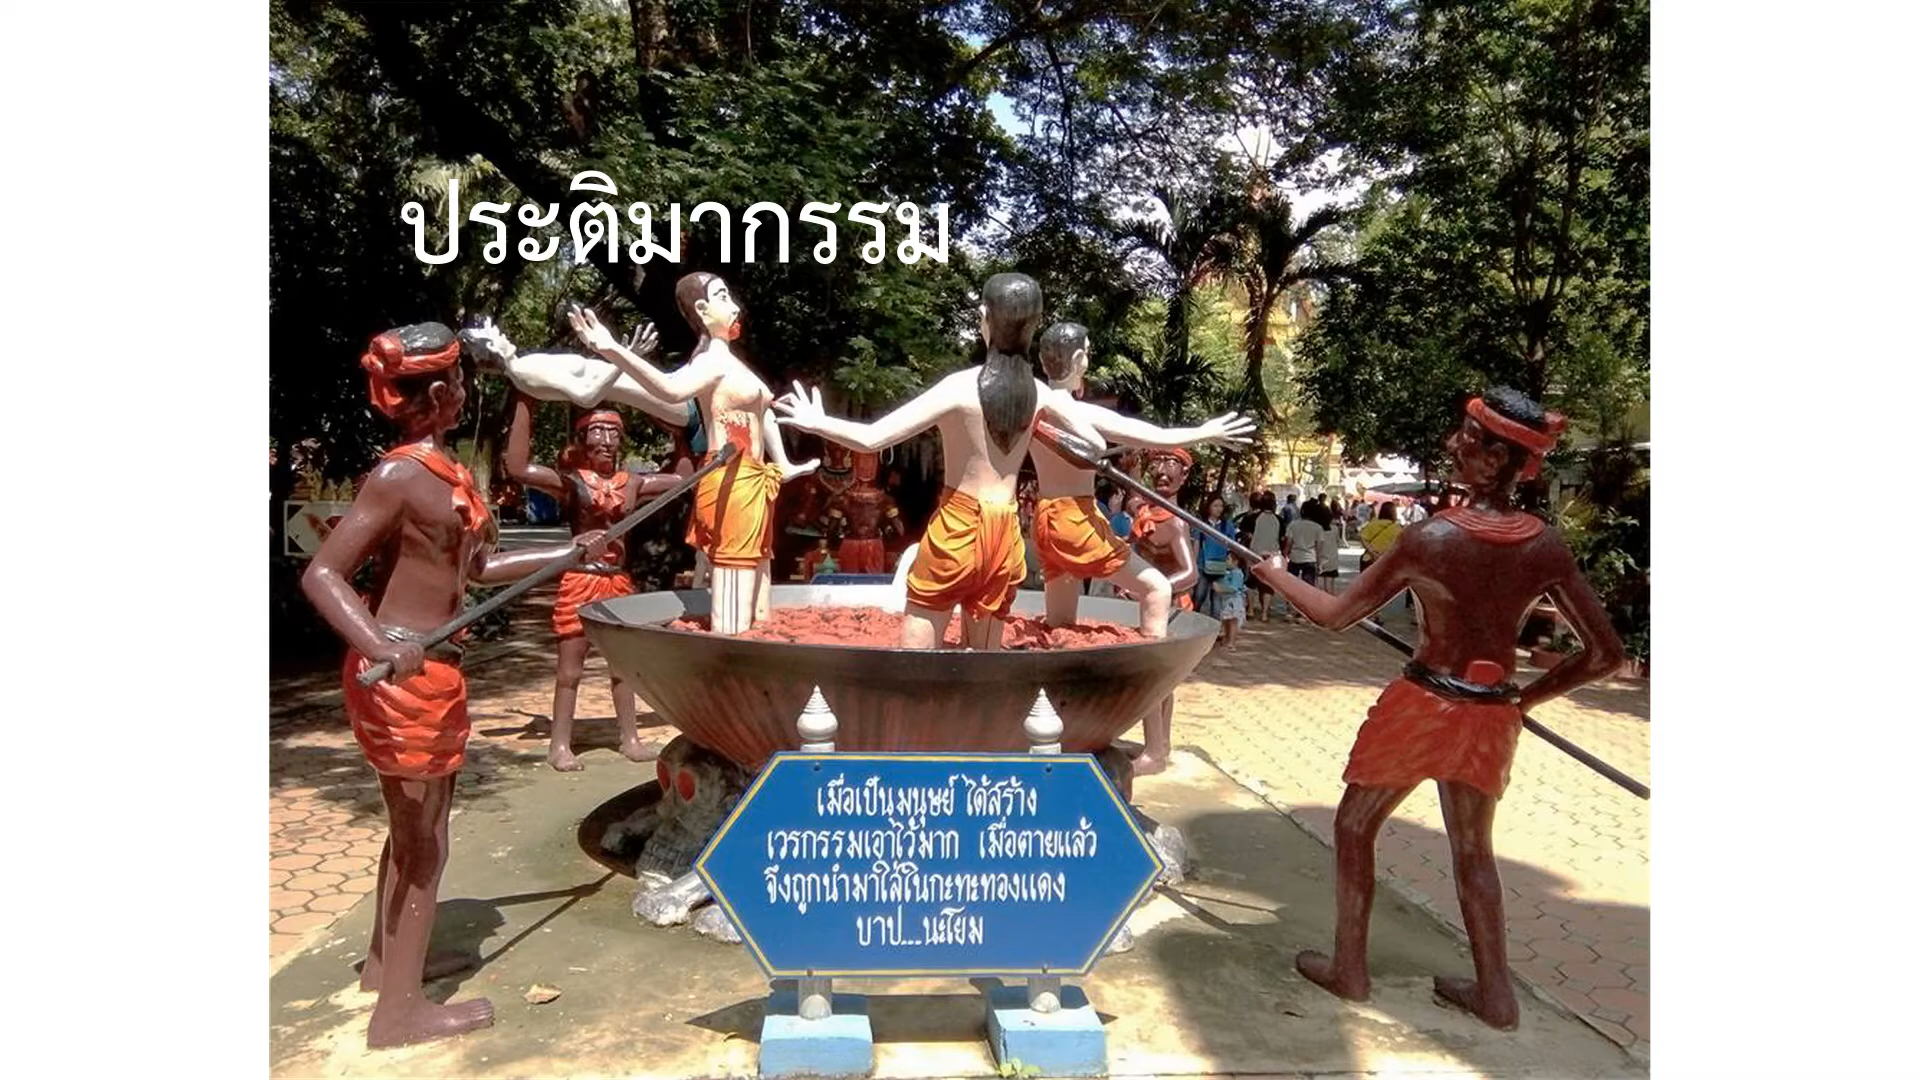 ประติมากรรม
เมื่อเป็นมนุษย์ ได้สร้าง
เวรกรรมเอาไว้มาก เมื่อตายแล้ว
จึงถูกนำมาใส่ในกะทะทองแดง
บาป....นะโยม